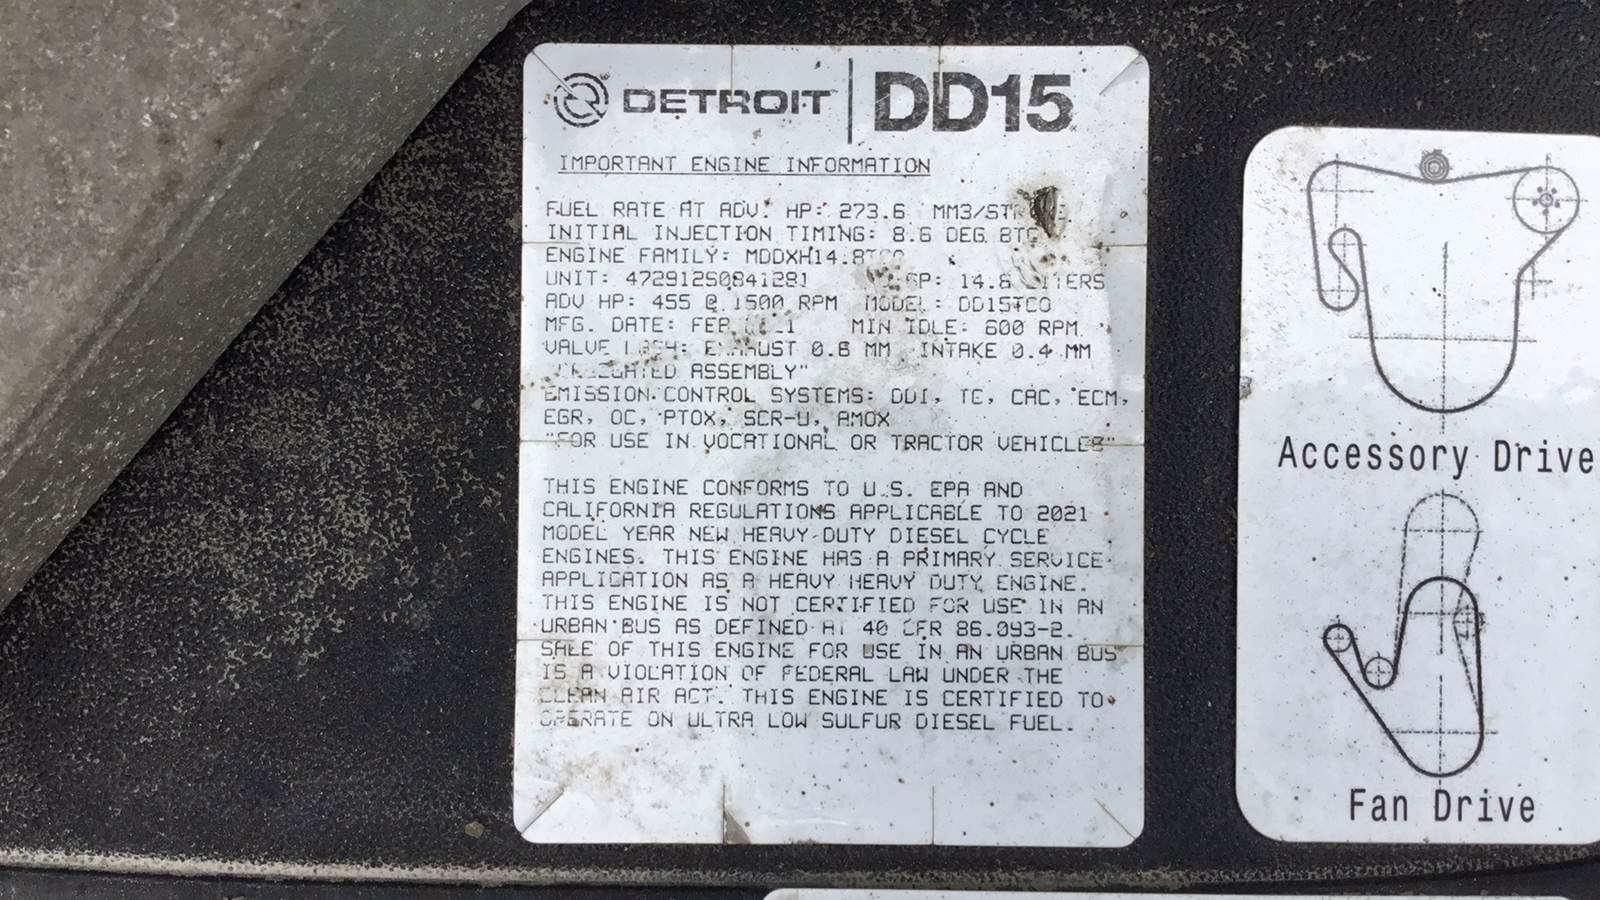 DETROIT DD15
IMPORTANT ENGINE INFORMATION
FUEL RATE AT ADV. HP: 273.6 MM3/
INITIAL INJECTION TIMING: 8.6 DEG. BTC
ENGINE FAMILY:
UNIT: 14.8 LITERS
ADV HP: 455 @ 1500 RPM MODEL: DD15TCO
MFG. DATE: FEB MIN IDLE: 600 RPM.
VALVE LASH: EXHAUST 0.6 MM INTAKE 0.4 MM
ASSEMBLY"
EMISSION CONTROL SYSTEMS: DDI, TC, CAC, ECM,
EGR, OC, PTOX, SCR-U, AMOX
"FOR USE IN VOCATIONAL OR TRACTOR VEHICLES"
THIS ENGINE CONFORMS TO U.S. EPA AND
CALIFORNIA REGULATIONS APPLICABLE TO 2021
MODEL YEAR NEW HEAVY-DUTY DIESEL CYCLE
ENGINES. THIS ENGINE HAS A PRIMARY SERVICE
APPLICATION AS A HEAVY HEAVY DUTY ENGINE.
THIS ENGINE IS NOT CERTIFIED FOR USE IN AN
URBAN BUS AS DEFINED AT 40 CFR 86.093-2.
SALE OF THIS ENGINE FOR USE IN AN URBAN BUS
IS A VIOLATION OF FEDERAL LAW UNDER THE
CLEAN AIR ACT. THIS ENGINE IS CERTIFIED TO
OPERATE ON ULTRA LOW SULFUR DIESEL FUEL.
Accessory Drive
Fan Drive